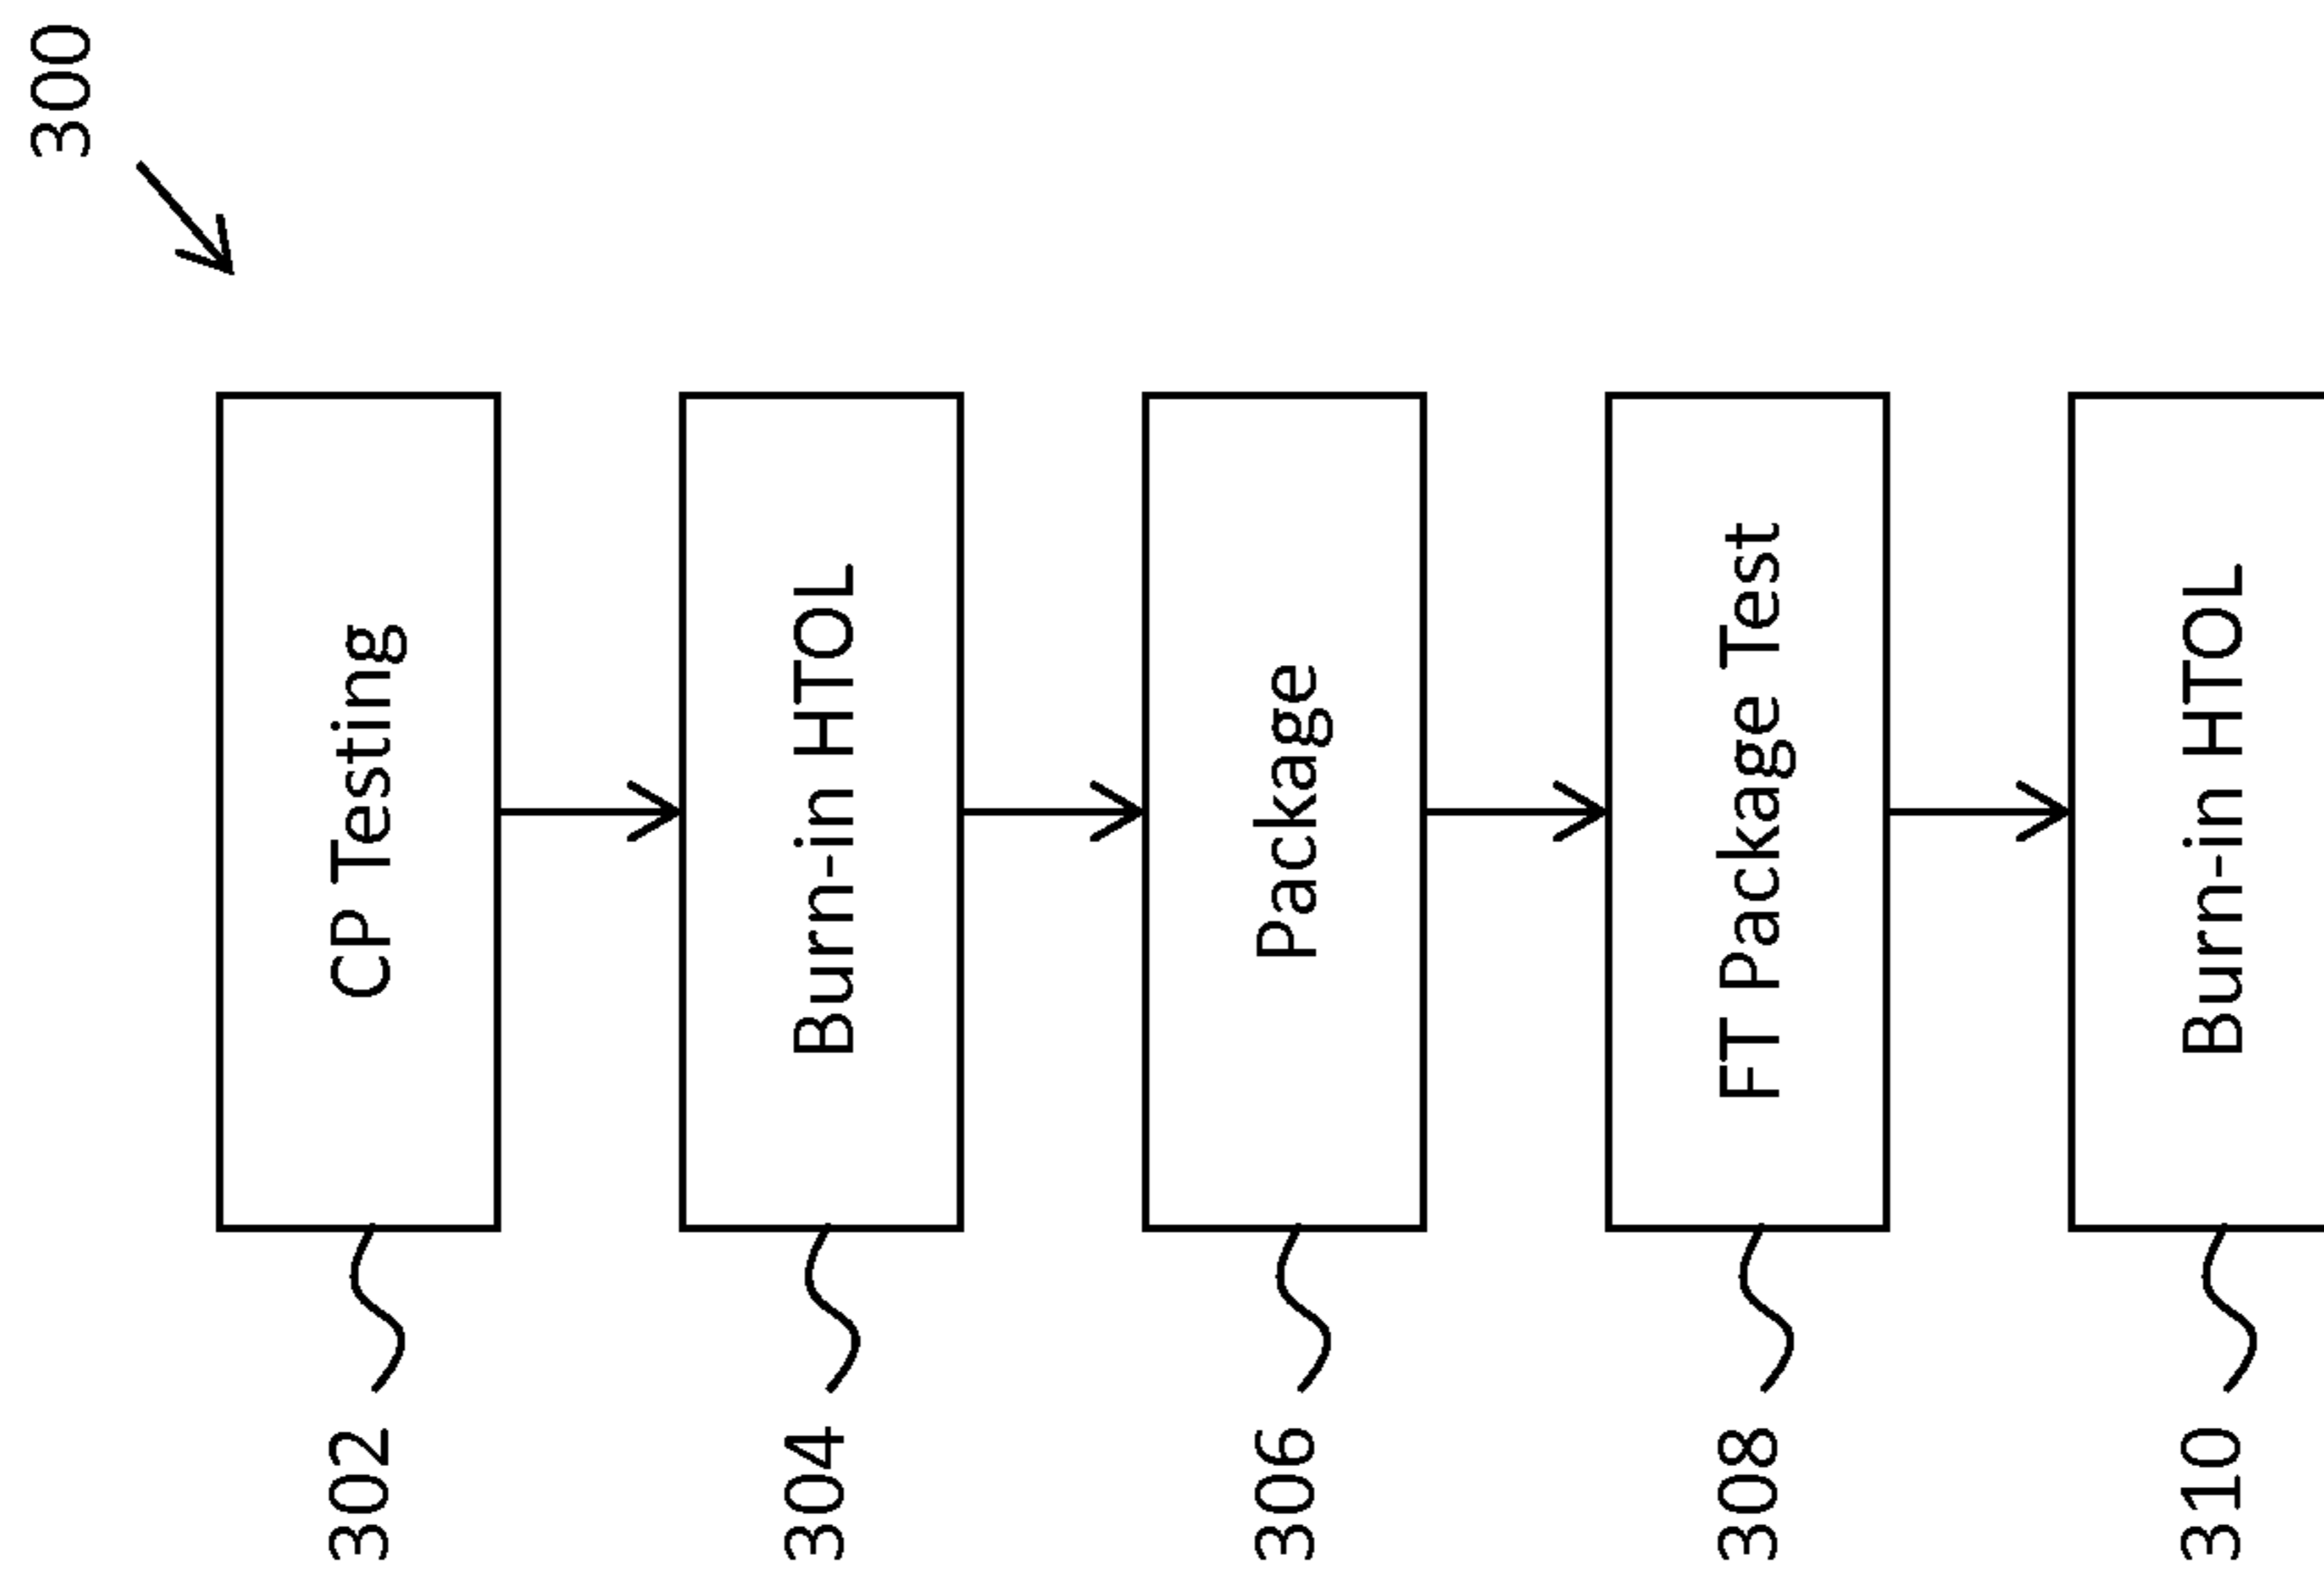 300
302
CP Testing
304
Burn-in HTOL
306
Package
308
FT Package Test
310
Burn-in HTOL